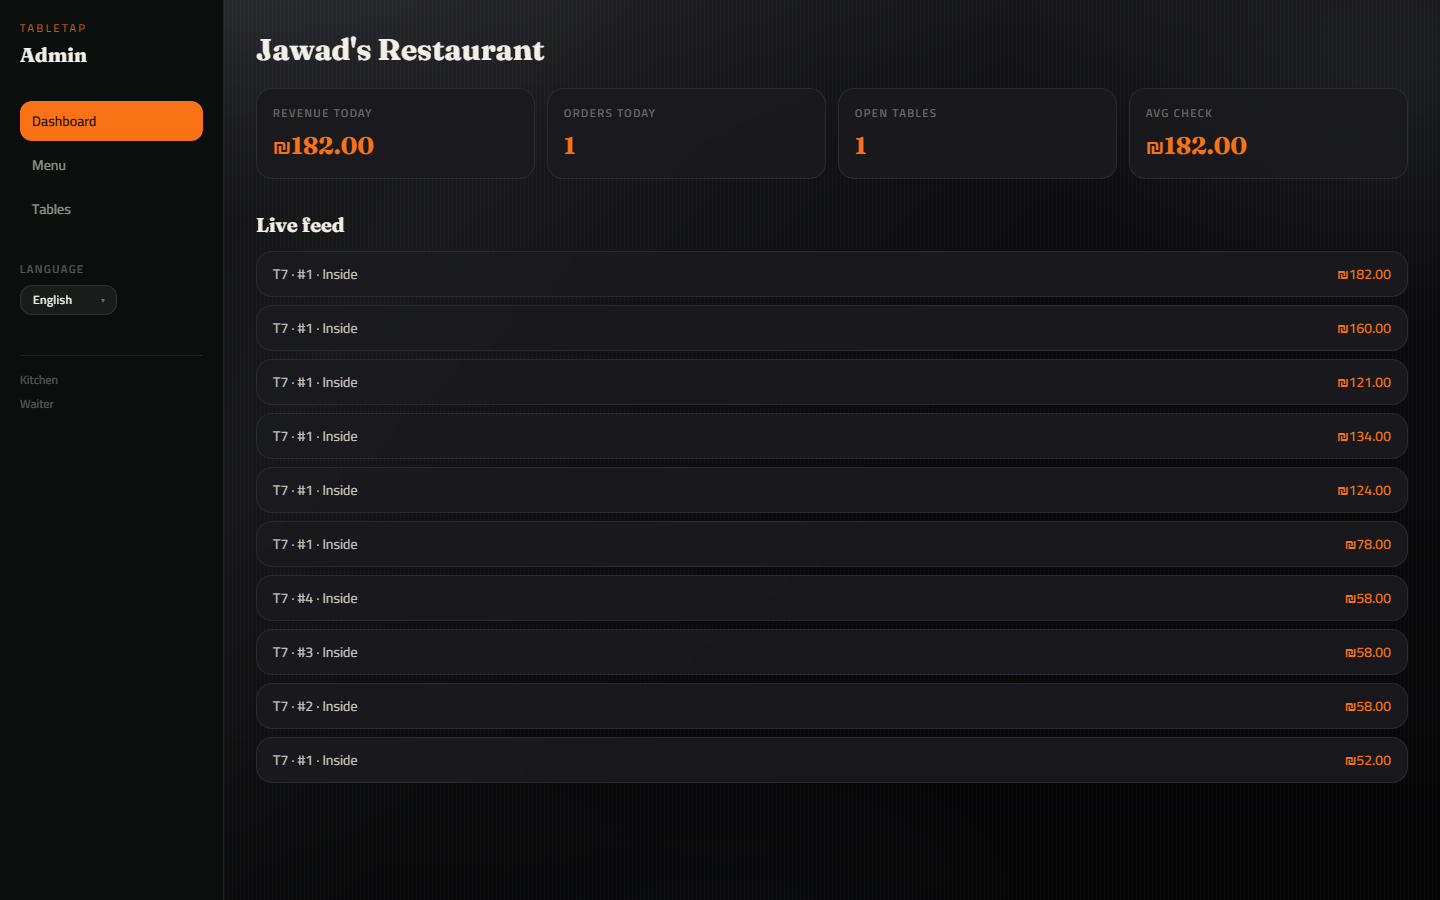 TABLETAP
Admin
Dashboard
Menu
Tables
LANGUAGE
English
Kitchen
Waiter
Jawad's Restaurant
REVENUE TODAY
₪182.00
ORDERS TODAY
1
OPEN TABLES
1
AVG CHECK
₪182.00
Live feed
T7 · #1 · Inside ₪182.00
T7 · #1 · Inside ₪160.00
T7 · #1 · Inside ₪121.00
T7 · #1 · Inside ₪134.00
T7 · #1 · Inside ₪124.00
T7 · #1 · Inside ₪78.00
T7 · #4 · Inside ₪58.00
T7 · #3 · Inside ₪58.00
T7 · #2 · Inside ₪58.00
T7 · #1 · Inside ₪52.00